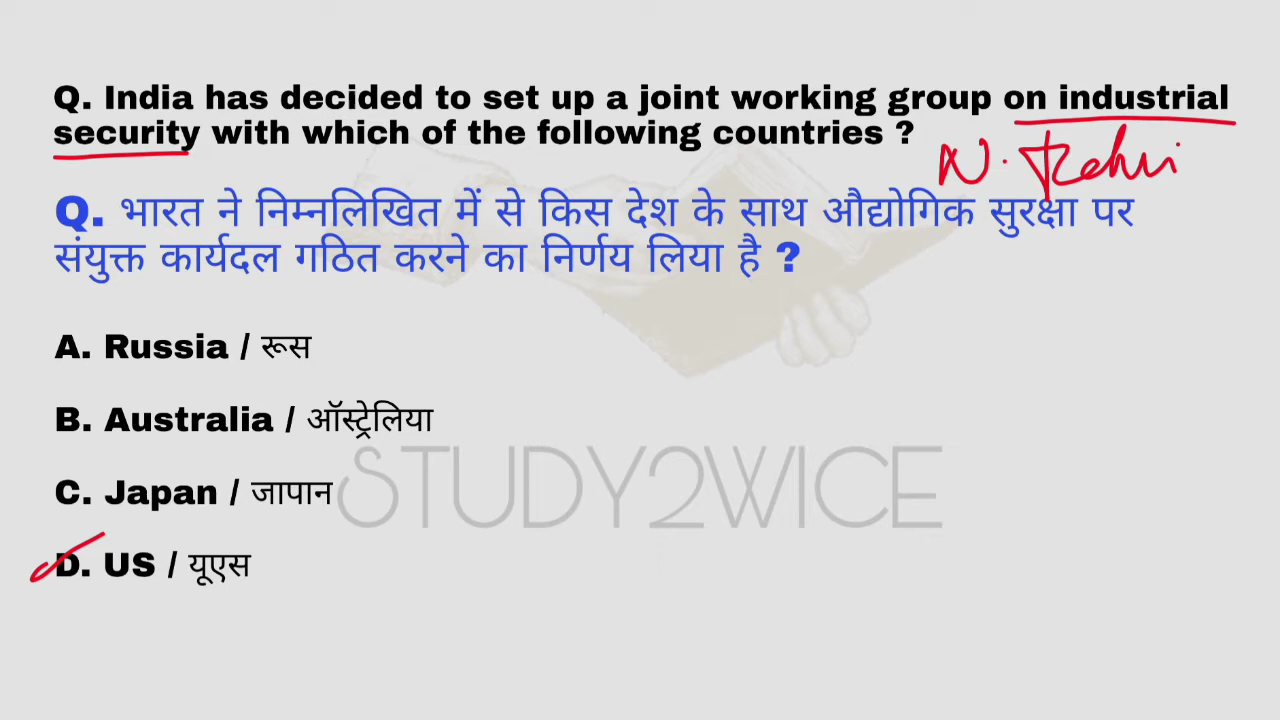 Q. India has decided to set up a joint working group on industrial
security with which of the following countries ?
N. Delhi
Q. भारत ने निम्नलिखित में से किस देश के साथ औद्योगिक सुरक्षा पर
संयुक्त कार्यदल गठित करने का निर्णय लिया है ?
A. Russia / रूस
B. Australia / ऑस्ट्रेलिया
STUDY2WICE
C. Japan / जापान
D. US / यूएस